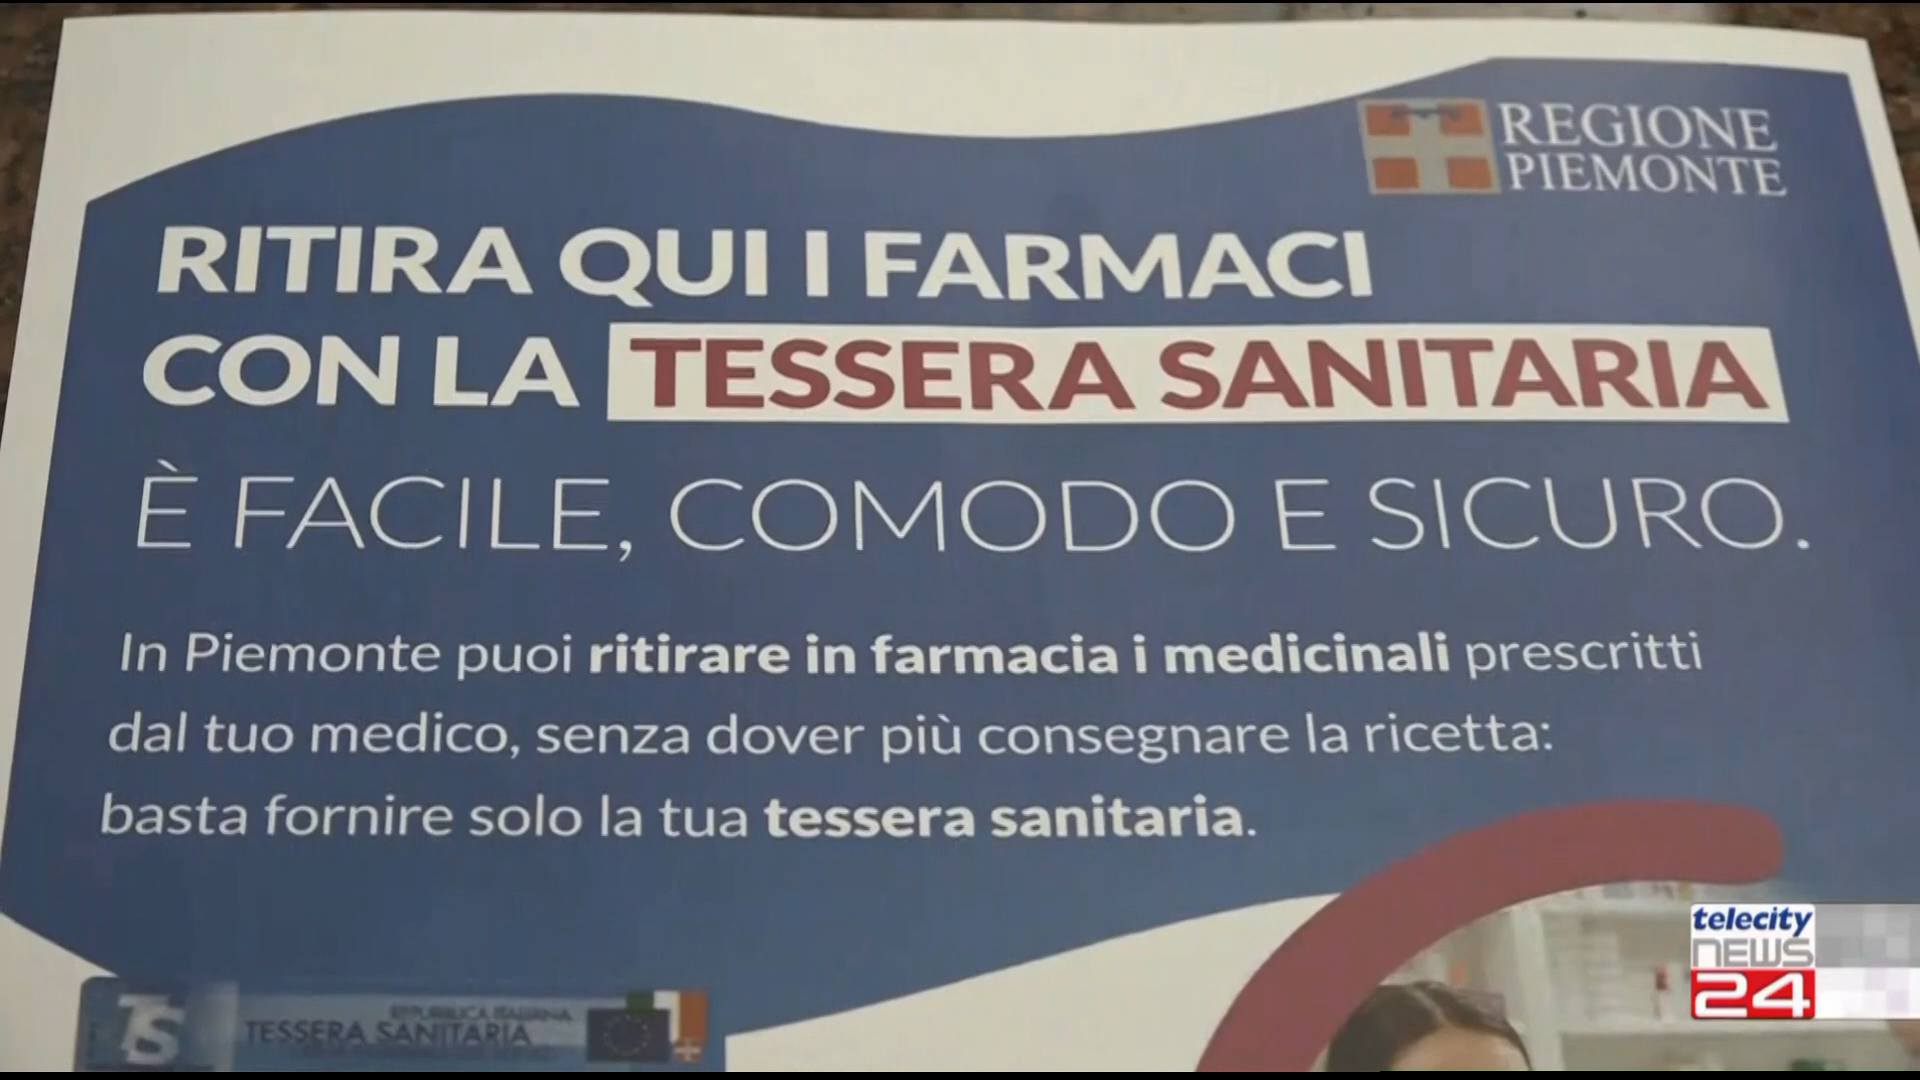 REGIONE
PIEMONTE
RITIRA QUI I FARMACI
CON LA TESSERA SANITARIA
È FACILE, COMODO E SICURO.
In Piemonte puoi ritirare in farmacia i medicinali prescritti
dal tuo medico, senza dover più consegnare la ricetta:
basta fornire solo la tua tessera sanitaria.
TS
REPUBBLICA ITALIANA
TESSERA SANITARIA
telecity
NEWS
24